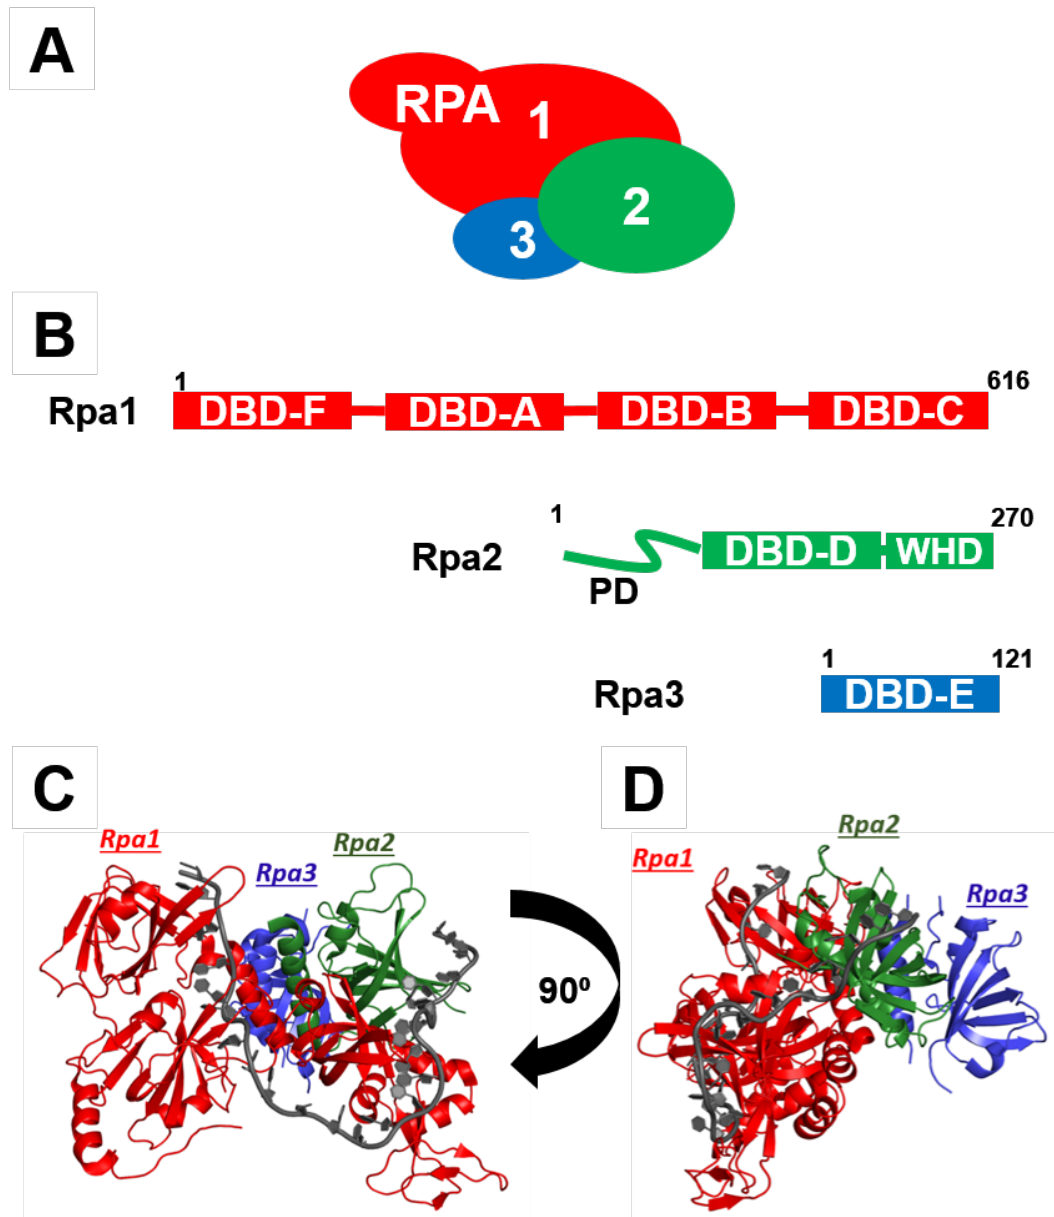 A
RPA 1
2
3
B
1 616
Rpa1 DBD-F DBD-A DBD-B DBD-C
1 270
Rpa2 DBD-D WHD
PD
1 121
Rpa3 DBD-E
C
Rpa1 Rpa2
Rpa3
90⁰
D
Rpa2
Rpa1
Rpa3